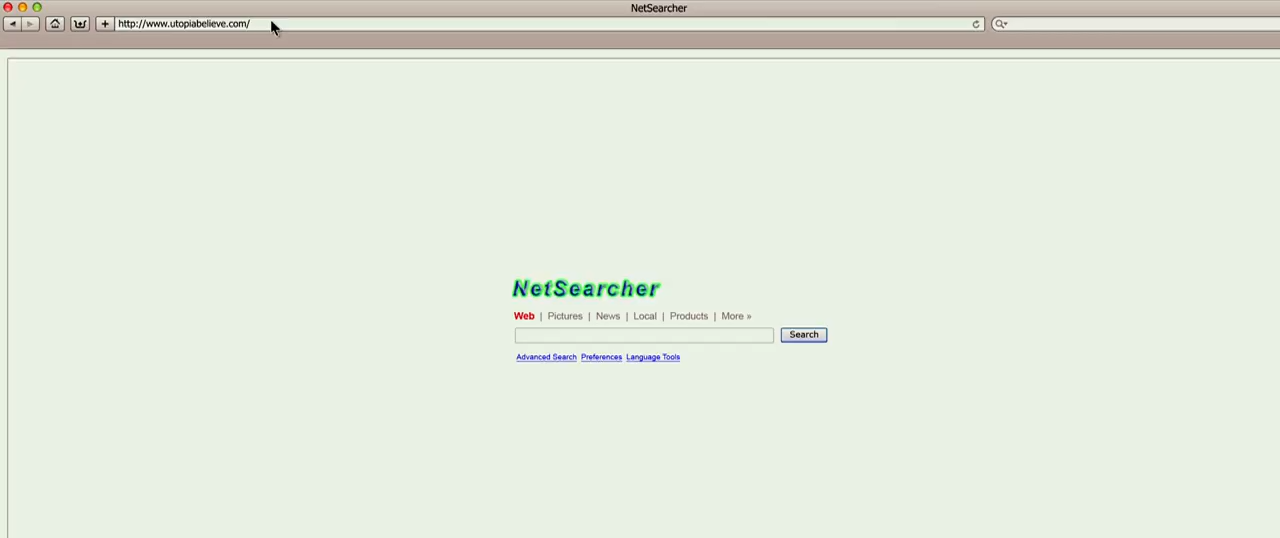 NetSearcher
http://www.utopiabelieve.com/
NetSearcher
Web | Pictures | News | Local | Products | More »
Search
Advanced Search Preferences Language Tools